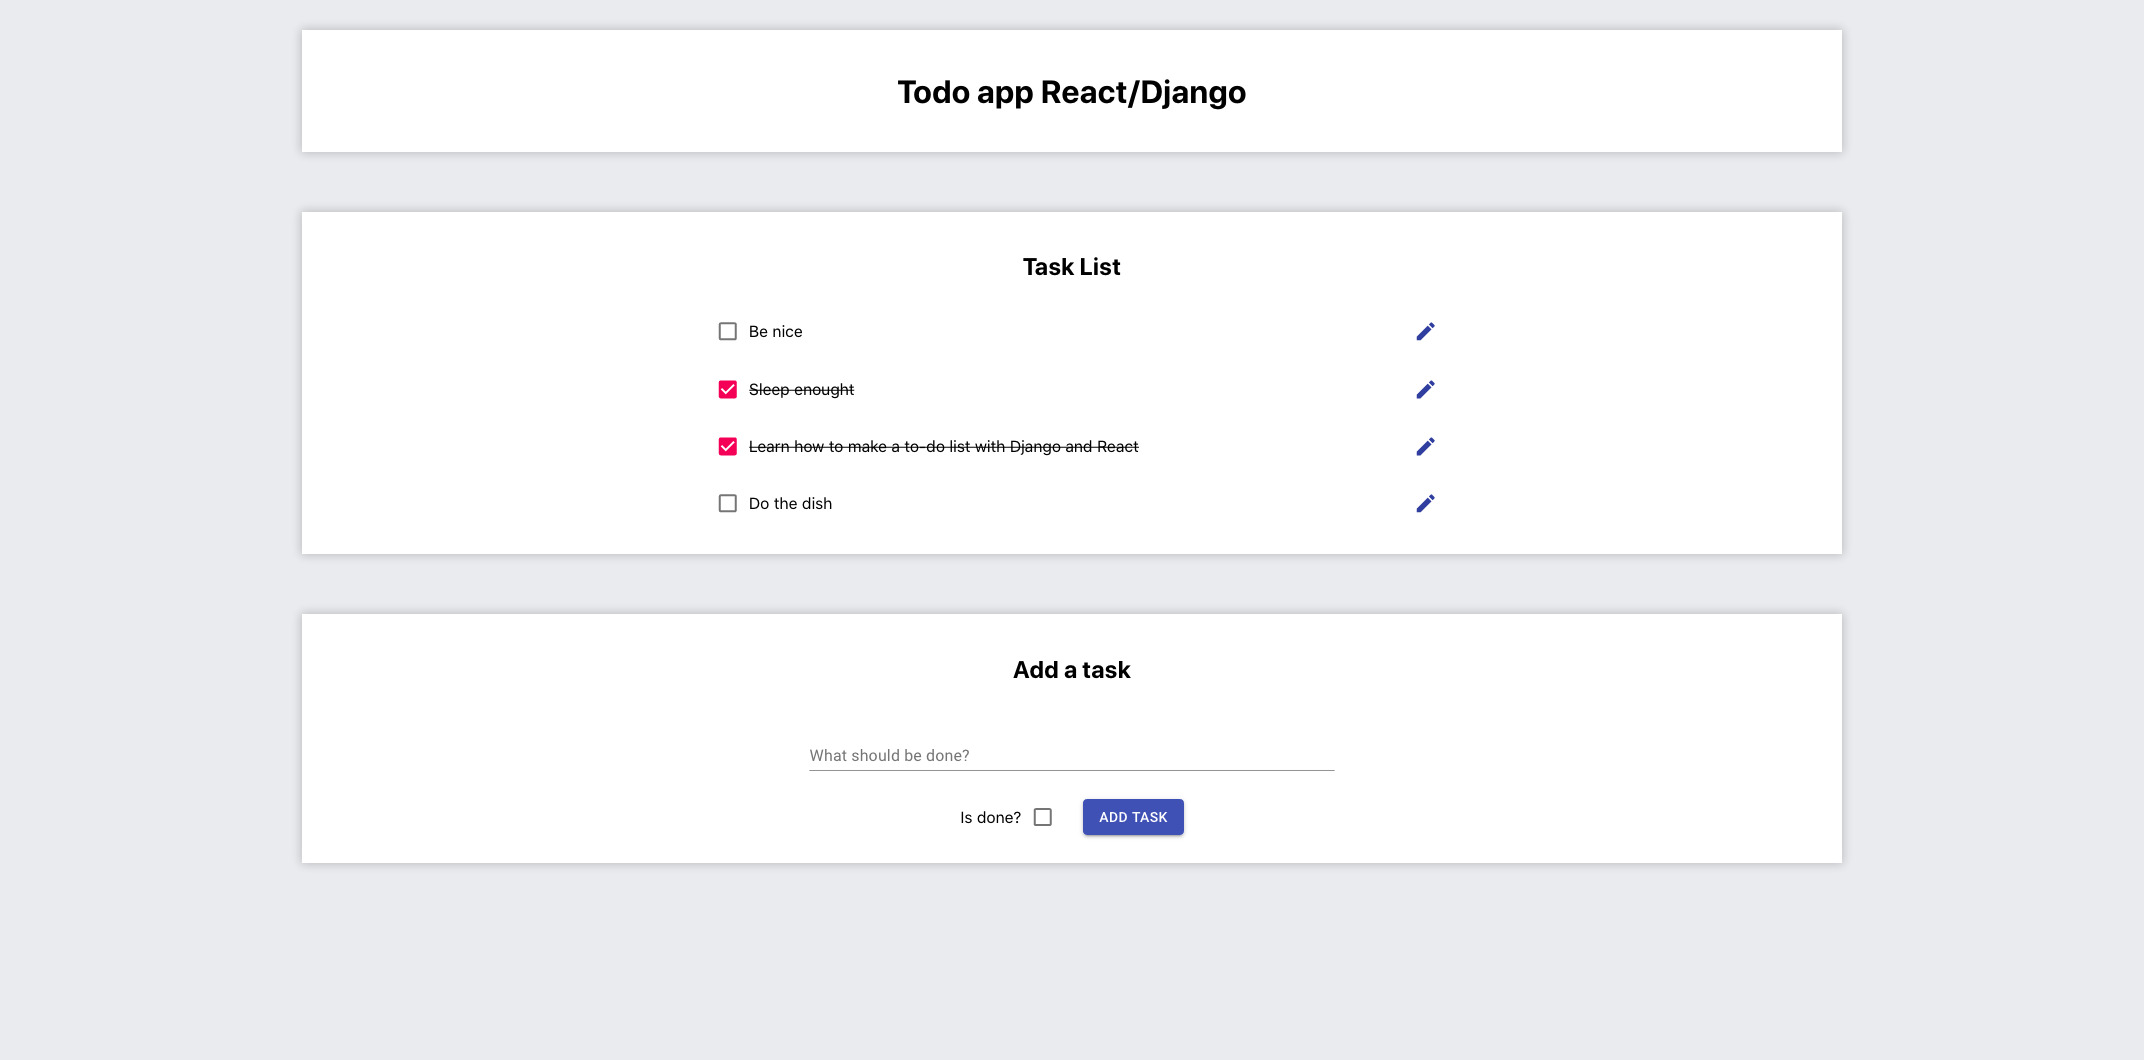 Todo app React/Django
Task List
Be nice
Sleep enought
Learn how to make a to-do list with Django and React
Do the dish
Add a task
What should be done?
Is done?
ADD TASK